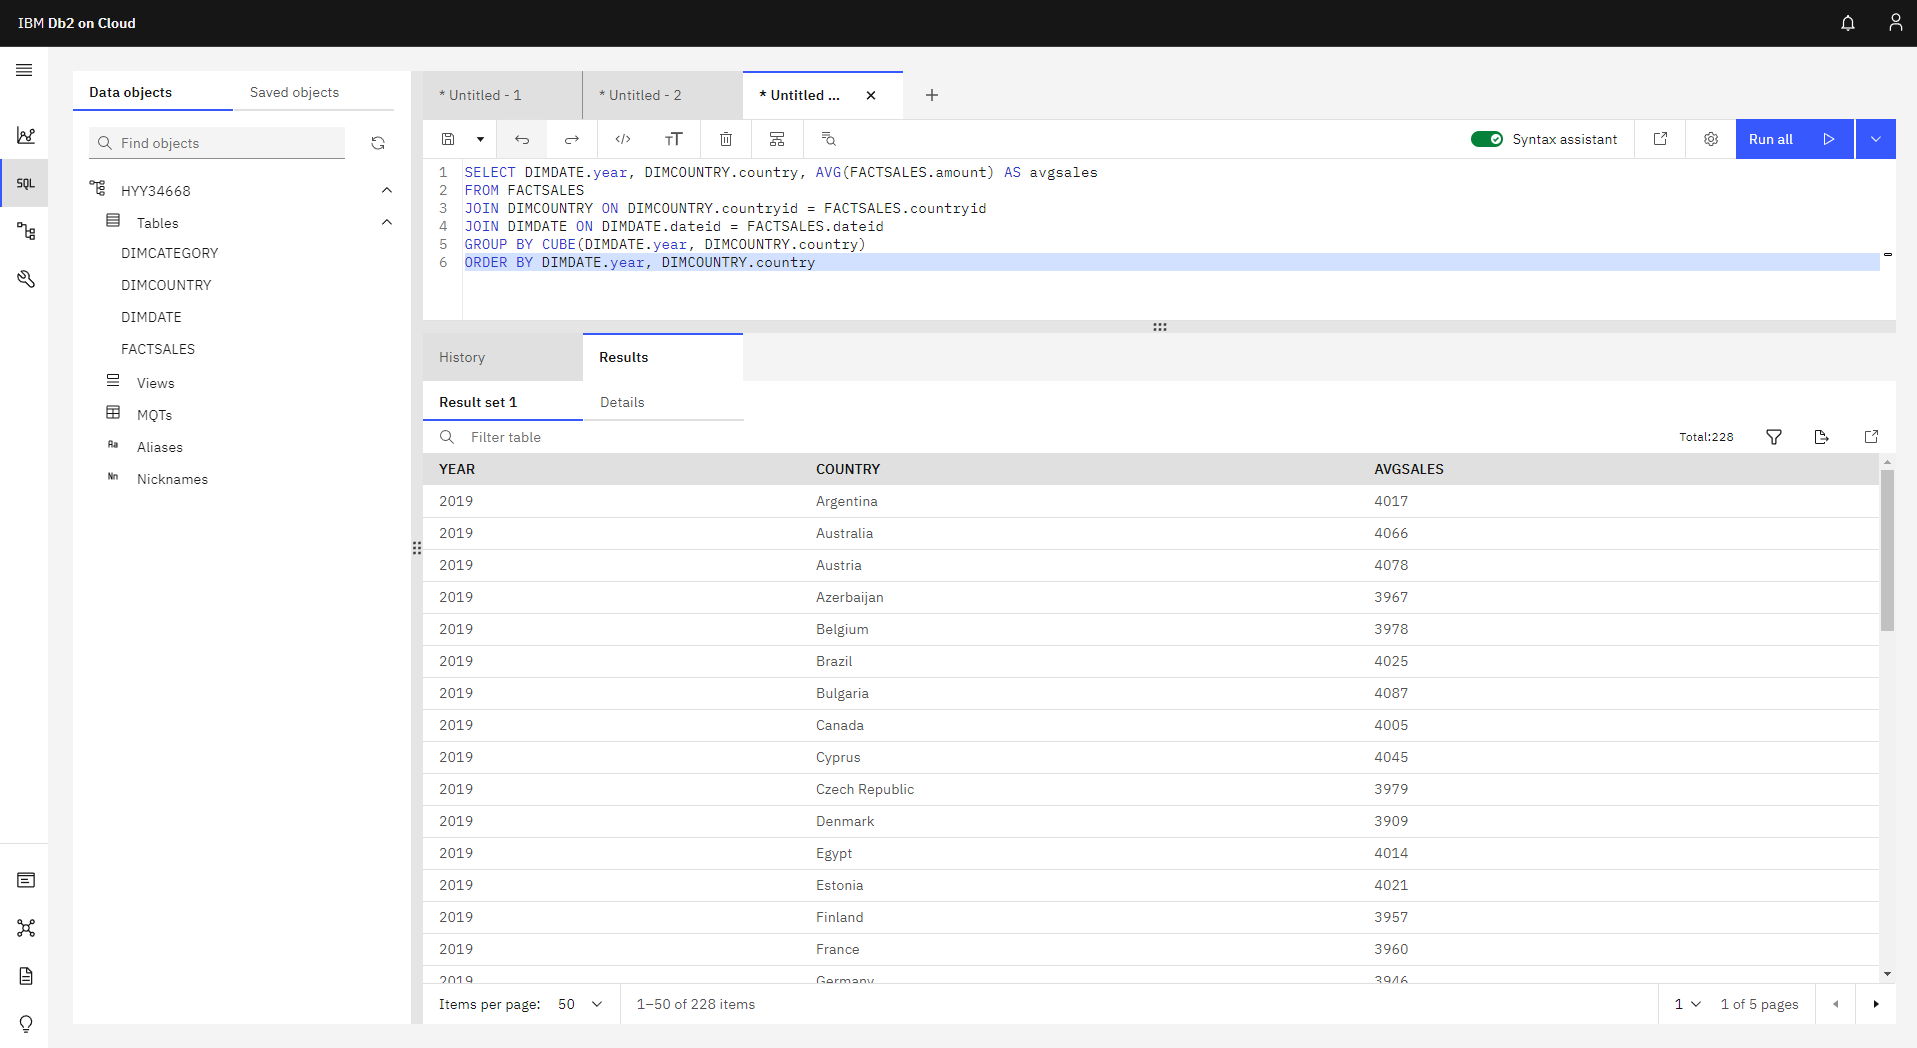 IBM Db2 on Cloud
Data objects
Saved objects
Find objects
SQL
HYY34668
Tables
DIMCATEGORY
DIMCOUNTRY
DIMDATE
FACTSALES
Views
MQTs
Aa Aliases
Nn Nicknames
* Untitled - 1
* Untitled - 2
* Untitled ...
Syntax assistant
Run all
1 SELECT DIMDATE.year, DIMCOUNTRY.country, AVG(FACTSALES.amount) AS avgsales
2 FROM FACTSALES
3 JOIN DIMCOUNTRY ON DIMCOUNTRY.countryid = FACTSALES.countryid
4 JOIN DIMDATE ON DIMDATE.dateid = FACTSALES.dateid
5 GROUP BY CUBE(DIMDATE.year, DIMCOUNTRY.country)
6 ORDER BY DIMDATE.year, DIMCOUNTRY.country
History
Results
Result set 1
Details
Filter table
Total:228
YEAR COUNTRY AVGSALES
2019 Argentina 4017
2019 Australia 4066
2019 Austria 4078
2019 Azerbaijan 3967
2019 Belgium 3978
2019 Brazil 4025
2019 Bulgaria 4087
2019 Canada 4005
2019 Cyprus 4045
2019 Czech Republic 3979
2019 Denmark 3909
2019 Egypt 4014
2019 Estonia 4021
2019 Finland 3957
2019 France 3960
2019 Germany 3946
Items per page: 50
1–50 of 228 items
1
1 of 5 pages